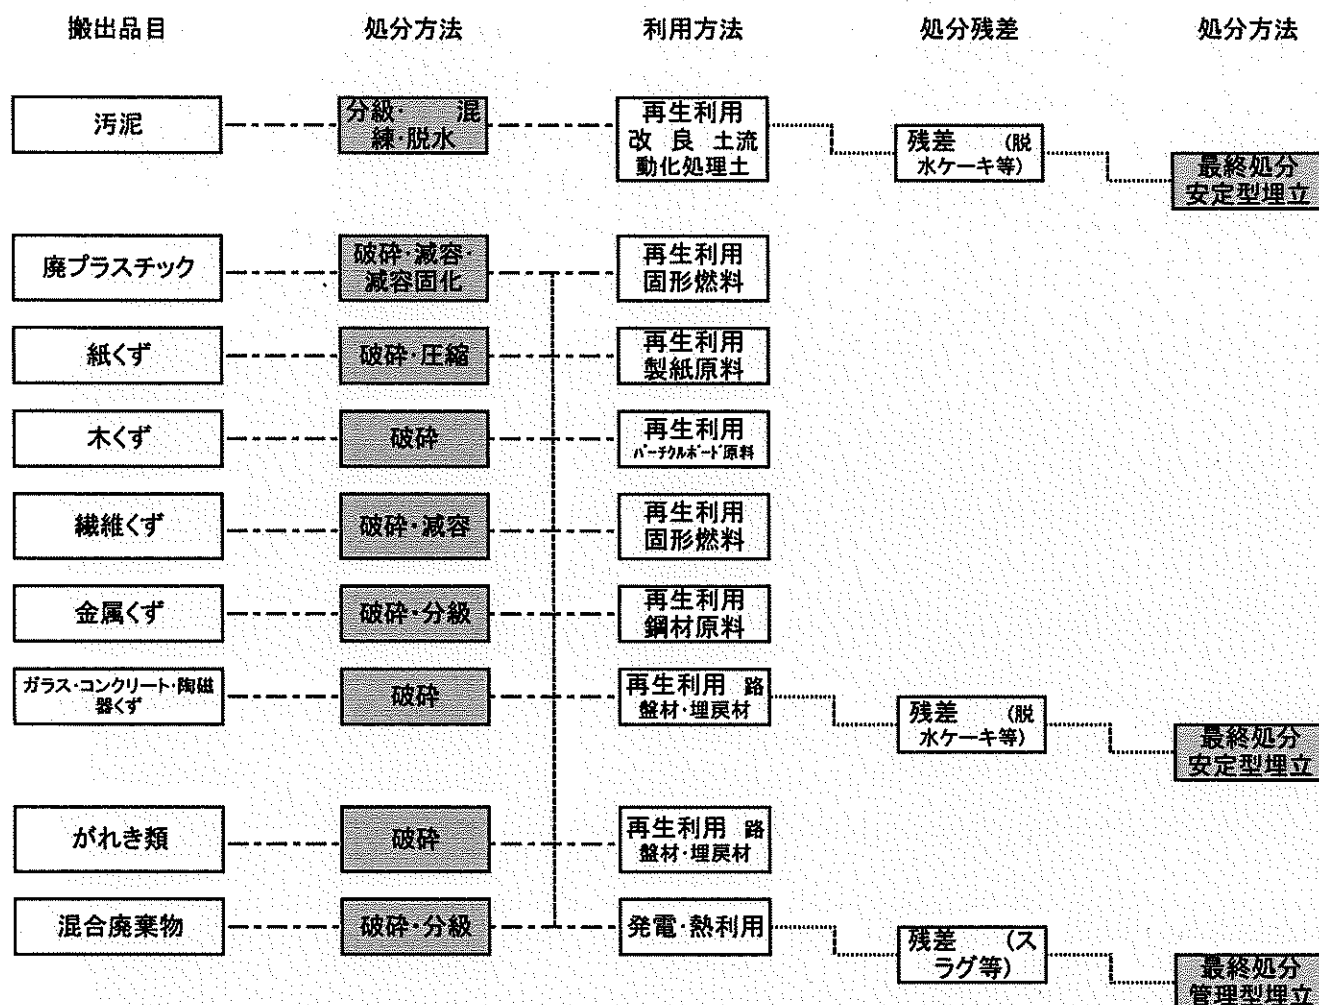 搬出品目
処分方法
利用方法
処分残差
処分方法
汚泥
分級・ 混
練・脱水
再生利用
改 良 土流
動化処理土
残差 (脱
水ケーキ等)
最終処分
安定型埋立
廃プラスチック
破砕・減容・
減容固化
再生利用
固形燃料
紙くず
破砕・圧縮
再生利用
製紙原料
木くず
破砕
再生利用
パーチクルボード原料
繊維くず
破砕・減容
再生利用
固形燃料
金属くず
破砕・分級
再生利用
鋼材原料
ガラス・コンクリート・陶磁
器くず
破砕
再生利用 路
盤材・埋戻材
残差 (脱
水ケーキ等)
最終処分
安定型埋立
がれき類
破砕
再生利用 路
盤材・埋戻材
混合廃棄物
破砕・分級
発電・熱利用
残差 (ス
ラグ等)
最終処分
管理型埋立